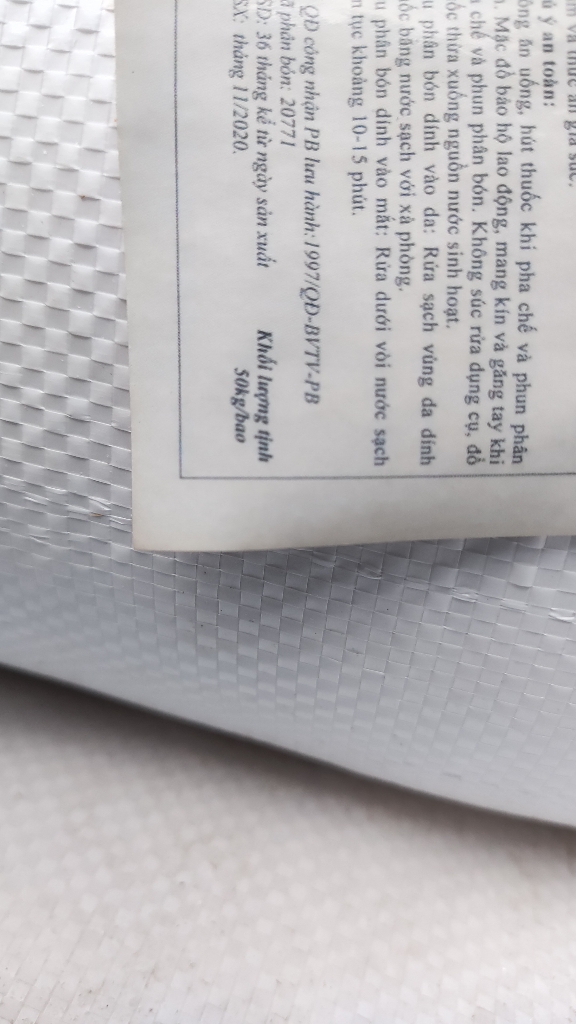 thức ăn gia súc.
ú ý an toàn:
ông ăn uống, hút thuốc khi pha chế và phun phân
n. Mặc đồ bảo hộ lao động, mang kín và găng tay khi
a chế và phun phân bón. Không súc rửa dụng cụ, đổ
ốc thừa xuống nguồn nước sinh hoạt.
u phân bón dính vào da: Rửa sạch vùng da dính
ốc bằng nước sạch với xà phòng.
u phân bón dính vào mắt: Rửa dưới vòi nước sạch
n tục khoảng 10-15 phút.
QĐ công nhận PB lưu hành: 1997/QĐ-BVTV-PB
ã phân bón: 20771
SD: 36 tháng kể từ ngày sản xuất
SX: tháng 11/2020.
Khối lượng tịnh
50kg/bao